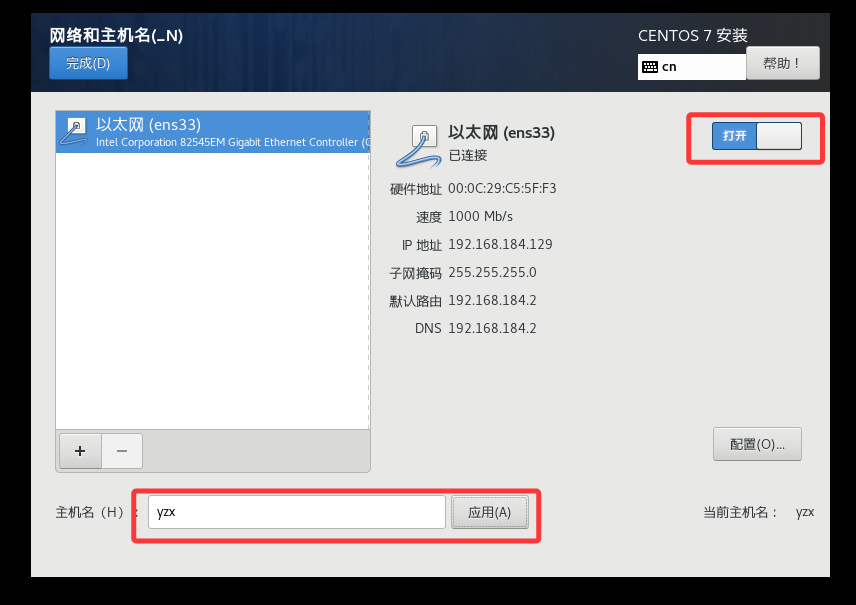 网络和主机名(_N)
完成(D)
CENTOS 7 安装
cn
帮助！
以太网 (ens33)
Intel Corporation 82545EM Gigabit Ethernet Controller (C
以太网 (ens33)
已连接
打开
硬件地址 00:0C:29:C5:5F:F3
速度 1000 Mb/s
IP 地址 192.168.184.129
子网掩码 255.255.255.0
默认路由 192.168.184.2
DNS 192.168.184.2
+
−
配置(O)...
主机名（H）： yzx 应用(A)
当前主机名： yzx